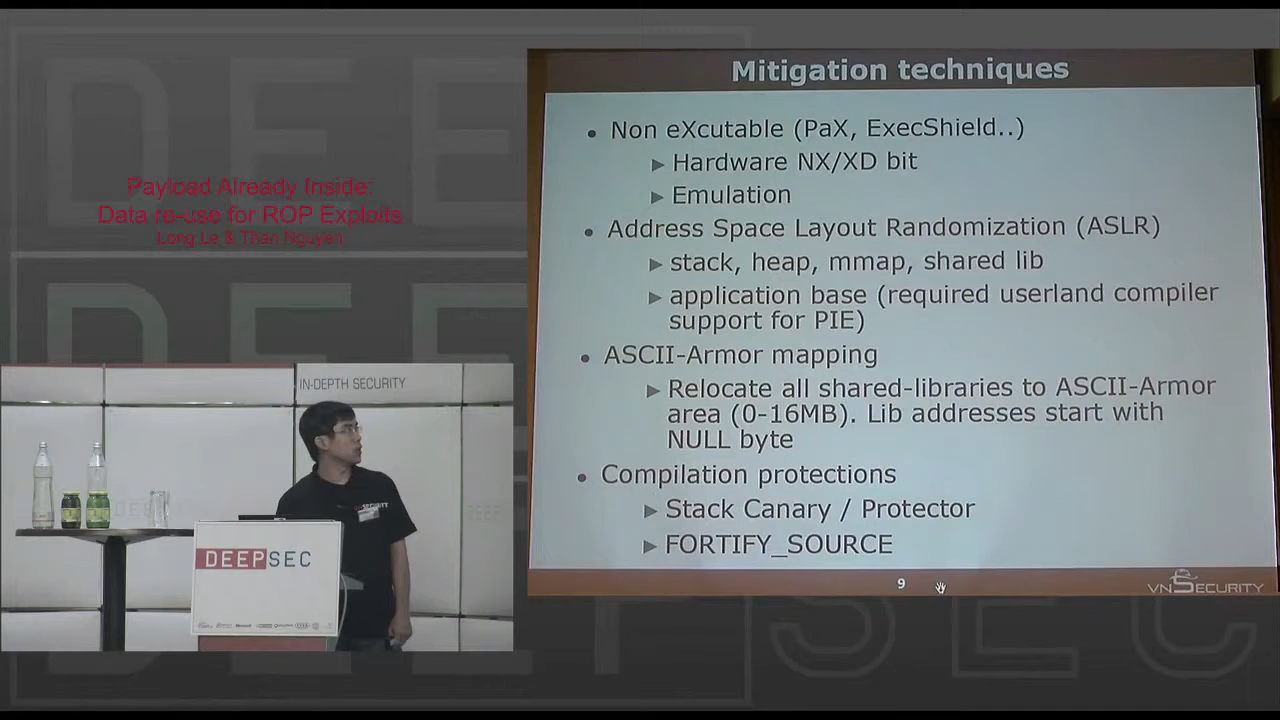 Payload Already Inside:
Data re-use for ROP Exploits
Long Le & Than Nguyen
IN-DEPTH SECURITY
DEEPSEC
Mitigation techniques
Non eXcutable (PaX, ExecShield..)
Hardware NX/XD bit
Emulation
Address Space Layout Randomization (ASLR)
stack, heap, mmap, shared lib
application base (required userland compiler
support for PIE)
ASCII-Armor mapping
Relocate all shared-libraries to ASCII-Armor
area (0-16MB). Lib addresses start with
NULL byte
Compilation protections
Stack Canary / Protector
FORTIFY_SOURCE
9
VNSECURITY